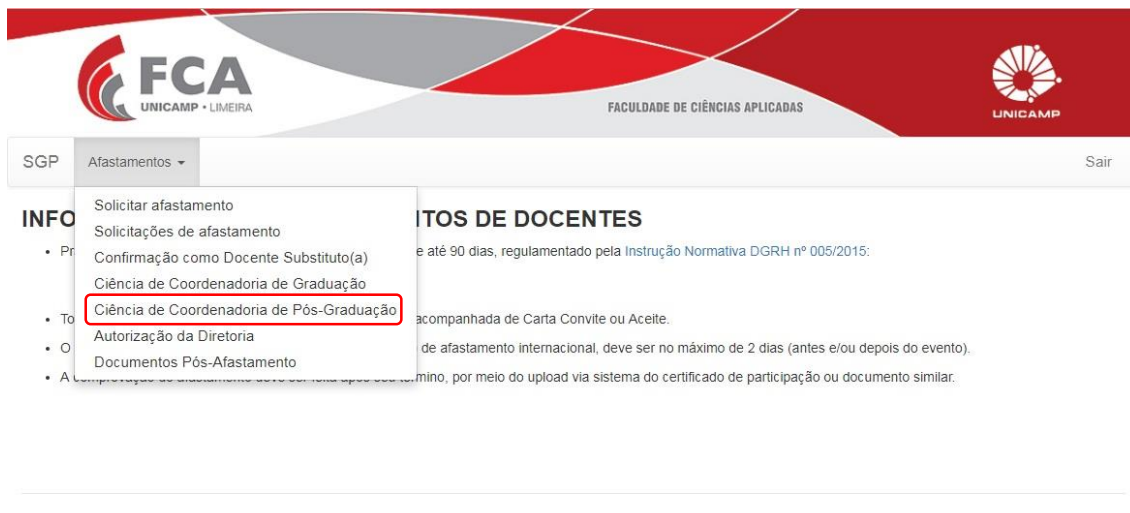 FCA
UNICAMP • LIMEIRA
FACULDADE DE CIÊNCIAS APLICADAS
UNICAMP
SGP Afastamentos Sair
Solicitar afastamento
Solicitações de afastamento
Confirmação como Docente Substituto(a)
Ciência de Coordenadoria de Graduação
Ciência de Coordenadoria de Pós-Graduação
Autorização da Diretoria
Documentos Pós-Afastamento
INFO
TOS DE DOCENTES
e até 90 dias, regulamentado pela Instrução Normativa DGRH nº 005/2015:
acompanhada de Carta Convite ou Aceite.
• O de afastamento internacional, deve ser no máximo de 2 dias (antes e/ou depois do evento).
• A mino, por meio do upload via sistema do certificado de participação ou documento similar.